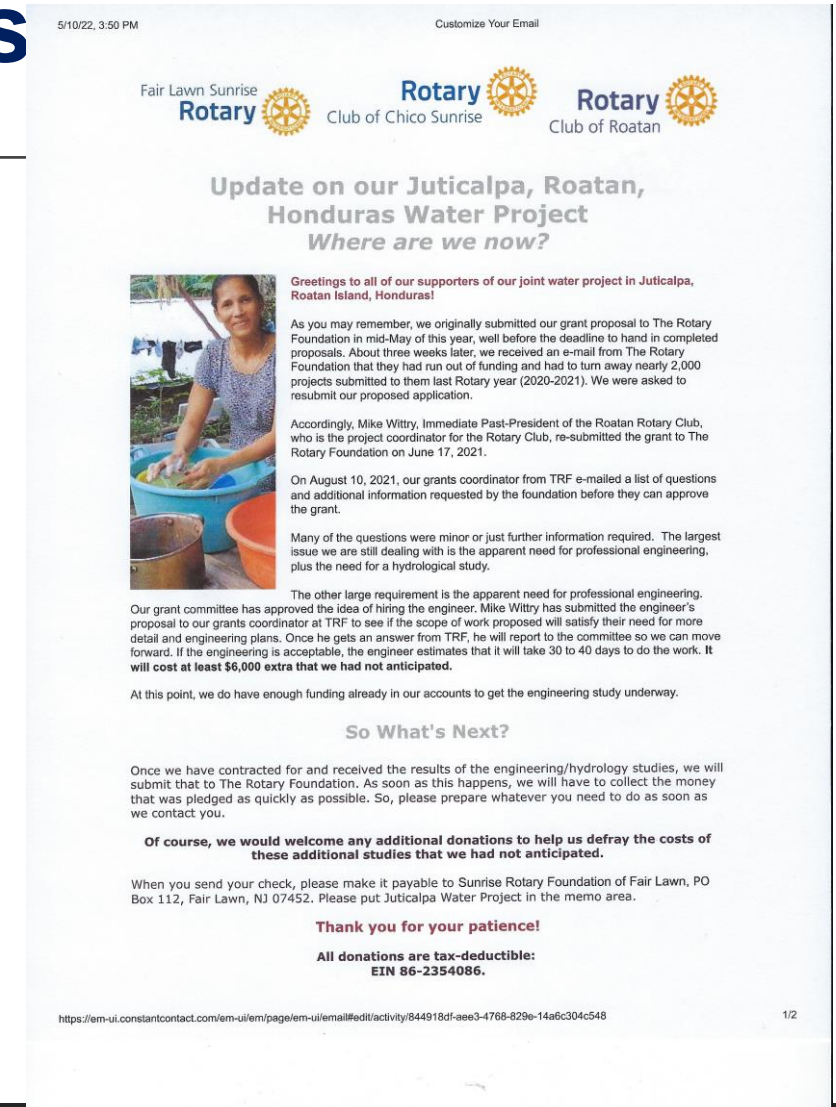 S
5/10/22, 3:50 PM
Customize Your Email
Fair Lawn Sunrise
Rotary
Rotary
Club of Chico Sunrise
Rotary
Club of Roatan
Update on our Juticalpa, Roatan,
Honduras Water Project
Where are we now?
Greetings to all of our supporters of our joint water project in Juticalpa,
Roatan Island, Honduras!
As you may remember, we originally submitted our grant proposal to The Rotary
Foundation in mid-May of this year, well before the deadline to hand in completed
proposals. About three weeks later, we received an e-mail from The Rotary
Foundation that they had run out of funding and had to turn away nearly 2,000
projects submitted to them last Rotary year (2020-2021). We were asked to
resubmit our proposed application.
Accordingly, Mike Wittry, Immediate Past-President of the Roatan Rotary Club,
who is the project coordinator for the Rotary Club, re-submitted the grant to The
Rotary Foundation on June 17, 2021.
On August 10, 2021, our grants coordinator from TRF e-mailed a list of questions
and additional information requested by the foundation before they can approve
the grant.
Many of the questions were minor or just further information required. The largest
issue we are still dealing with is the apparent need for professional engineering,
plus the need for a hydrological study.
The other large requirement is the apparent need for professional engineering.
Our grant committee has approved the idea of hiring the engineer. Mike Wittry has submitted the engineer's
proposal to our grants coordinator at TRF to see if the scope of work proposed will satisfy their need for more
detail and engineering plans. Once he gets an answer from TRF, he will report to the committee so we can move
forward. If the engineering is acceptable, the engineer estimates that it will take 30 to 40 days to do the work. It
will cost at least $6,000 extra that we had not anticipated.
At this point, we do have enough funding already in our accounts to get the engineering study underway.
So What's Next?
Once we have contracted for and received the results of the engineering/hydrology studies, we will
submit that to The Rotary Foundation. As soon as this happens, we will have to collect the money
that was pledged as quickly as possible. So, please prepare whatever you need to do as soon as
we contact you.
Of course, we would welcome any additional donations to help us defray the costs of
these additional studies that we had not anticipated.
When you send your check, please make it payable to Sunrise Rotary Foundation of Fair Lawn, PO
Box 112, Fair Lawn, NJ 07452. Please put Juticalpa Water Project in the memo area.
Thank you for your patience!
All donations are tax-deductible:
EIN 86-2354086.
https://em-ui.constantcontact.com/em-ui/em/page/em-ui/email#edit/activity/844918df-aee3-4768-829e-14a6c304c548
1/2